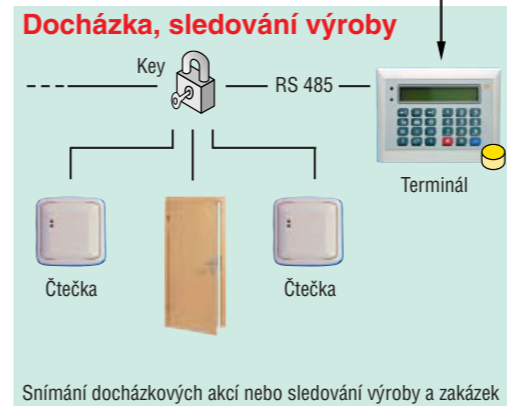 Docházka, sledování výroby
Key
RS 485
Terminál
Čtečka
Čtečka
Snímání docházkových akcí nebo sledování výroby a zakázek